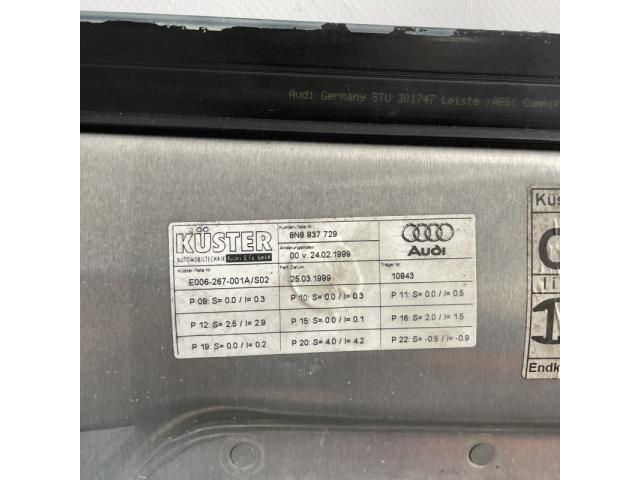 Audi Germany STU 301747 Leiste >ABS< Gummi
KÜSTER
AUTOMOBILTECHNIK
Küster-Teile Nr.
E006-267-001A/S02
Kunden-Teile Nr.
8N8 837 729
Änderungsindex
00 v. 24.02.1999
Fert Datum
25.03.1999
Audi
Träger Nr
10843
P 09: S= 0.0 / I= 0.3
P 10: S= 0.0 / I= 0.3
P 11: S= 0.0 / I= 0.5
P 12: S= 2.5 / I= 2.9
P 15: S= 0.0 / I= 0.1
P 16: S= 2.0 / I= 1.5
P 19: S= 0.0 / I= 0.2
P 20: S= 4.0 / I= 4.2
P 22: S= -0.5 / I= -0.9
Küs
li
Endk